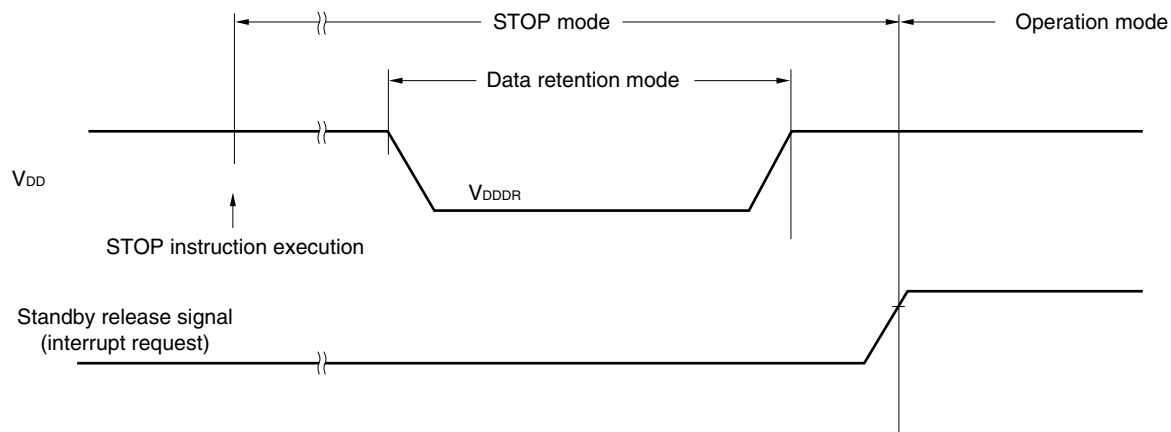 STOP mode
Operation mode
Data retention mode
VDD
VDDDR
STOP instruction execution
Standby release signal
(interrupt request)